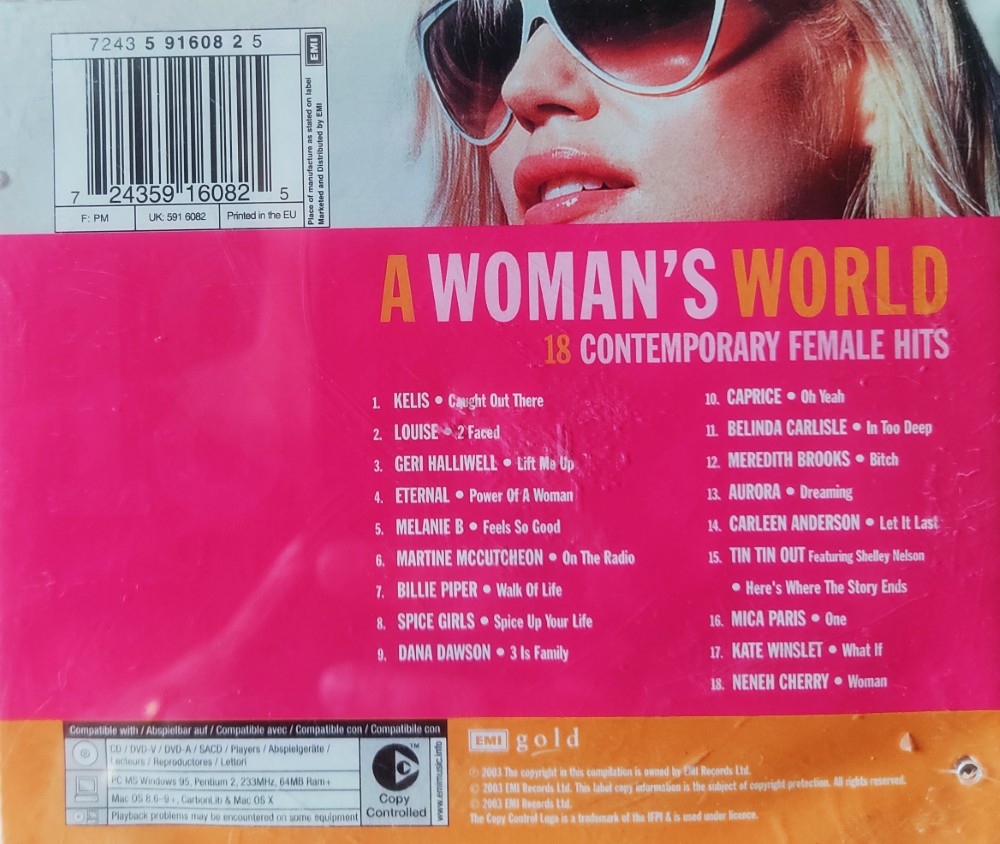 7243 5 91608 2 5
EMI
7 24359 16082 5
F: PM
UK: 591 6082
Printed in the EU
Place of manufacture as stated on label
Marketed and Distributed by EMI
A WOMAN'S WORLD
18 CONTEMPORARY FEMALE HITS
1. KELIS • Caught Out There
2. LOUISE • 2 Faced
3. GERI HALLIWELL • Lift Me Up
4. ETERNAL • Power Of A Woman
5. MELANIE B • Feels So Good
6. MARTINE MCCUTCHEON • On The Radio
7. BILLIE PIPER • Walk Of Life
8. SPICE GIRLS • Spice Up Your Life
9. DANA DAWSON • 3 Is Family
10. CAPRICE • Oh Yeah
11. BELINDA CARLISLE • In Too Deep
12. MEREDITH BROOKS • Bitch
13. AURORA • Dreaming
14. CARLEEN ANDERSON • Let It Last
15. TIN TIN OUT Featuring Shelley Nelson
• Here's Where The Story Ends
16. MICA PARIS • One
17. KATE WINSLET • What If
18. NENEH CHERRY • Woman
Compatible with / Abspielbar auf / Compatible avec / Compatible con / Compatibile con
CD / DVD-V / DVD-A / SACD / Players / Abspielgeräte /
Lecteurs / Reproductores / Lettori
PC MS Windows 95, Pentium 2, 233MHz, 64MB Ram+
Mac OS 8.6-9+, CarbonLib & Mac OS X
Playback problems may be encountered on some equipment
TM
Copy
Controlled
www.emimusic.info
EMI gold
℗ 2003 The copyright in this compilation is owned by EMI Records Ltd.
© 2003 EMI Records Ltd. This label copy information is the subject of copyright protection. All rights reserved.
© 2003 EMI Records Ltd.
The Copy Control Logo is a trademark of the IFPI & is used under licence.